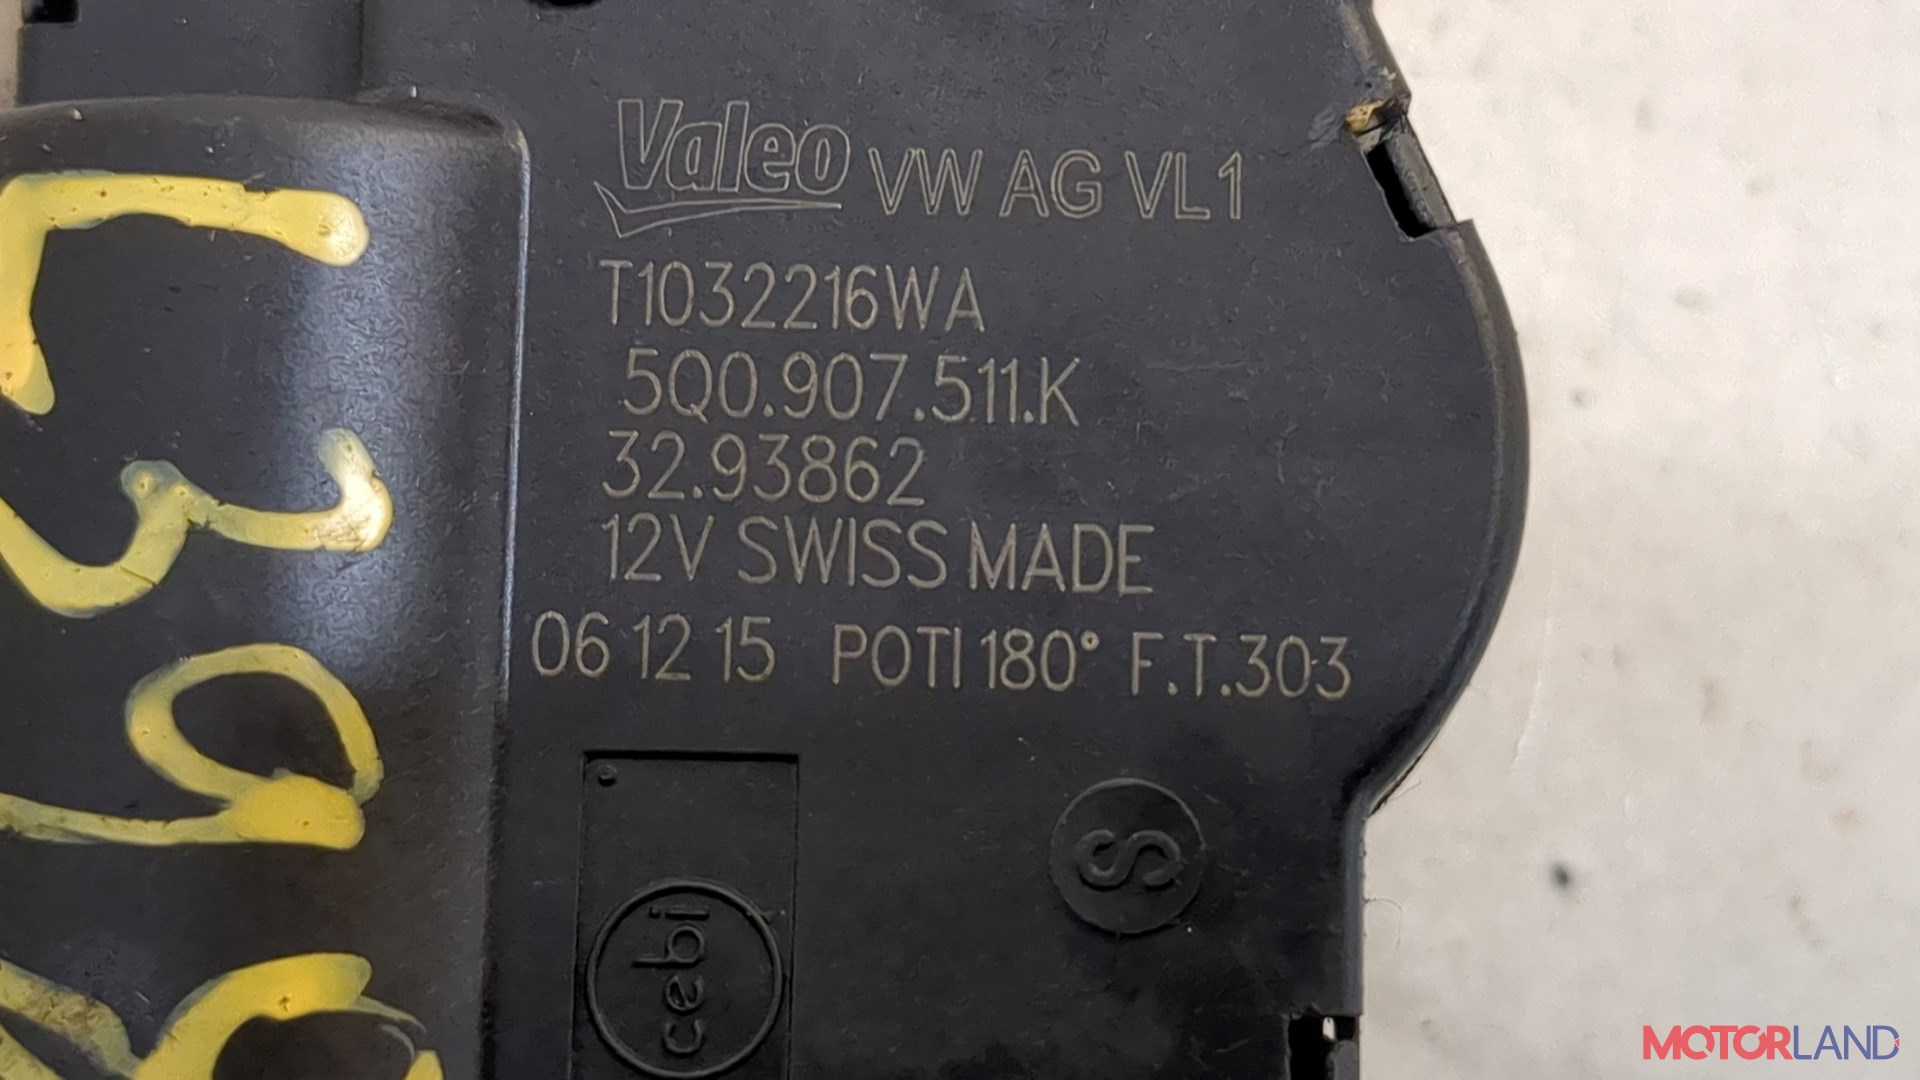 Valeo VW AG VL1
T1032216WA
5Q0.907.511.K
32.93862
12V SWISS MADE
06 12 15 POTI 180° F.T.303
S
cebi
MOTORLAND